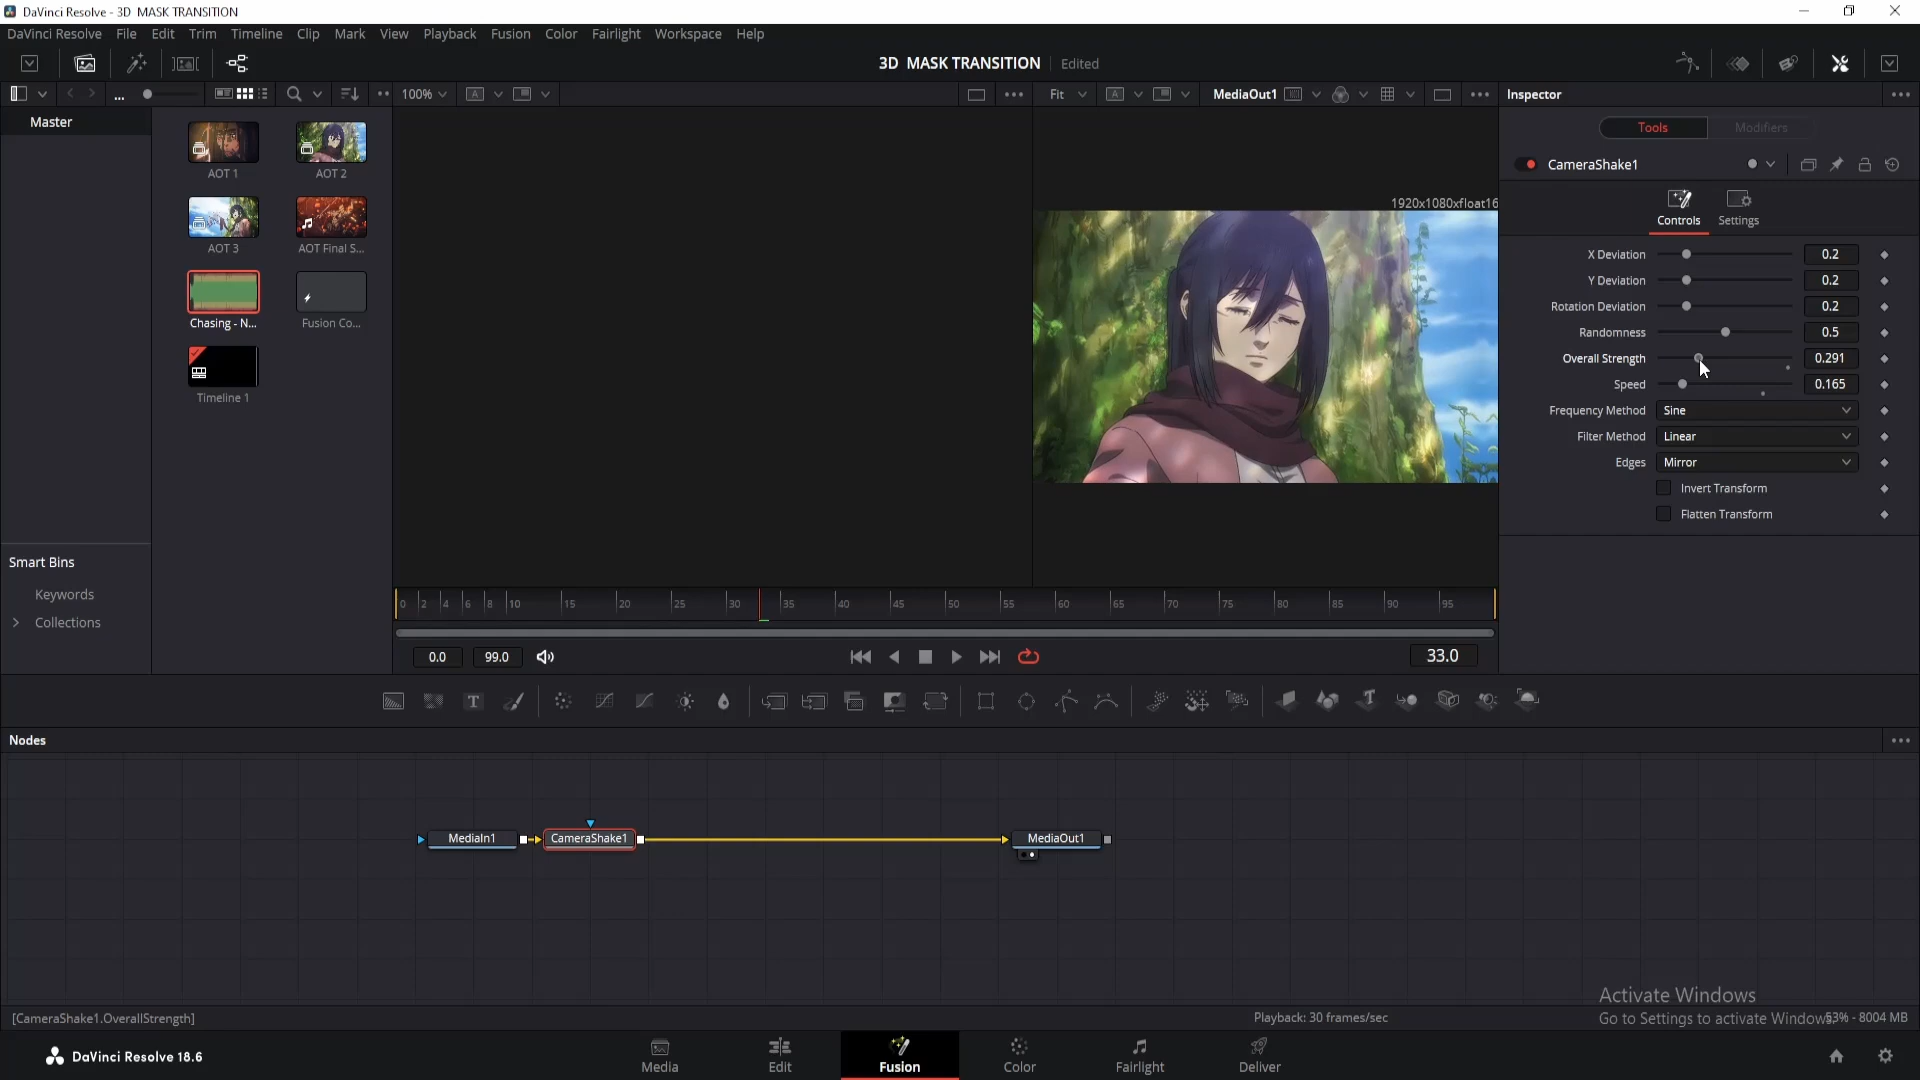 DaVinci Resolve - 3D  MASK TRANSITION
DaVinci Resolve File Edit Trim Timeline Clip Mark View Playback Fusion Color Fairlight Workspace Help
3D  MASK TRANSITION Edited
... 100% A Fit A MediaOut1 Inspector
Master
Tools Modifiers
CameraShake1
Controls Settings
AOT 1 AOT 2
AOT 3 AOT Final S...
Chasing - N... Fusion Co...
Timeline 1
1920x1080xfloat16
X Deviation 0.2
Y Deviation 0.2
Rotation Deviation 0.2
Randomness 0.5
Overall Strength 0.291
Speed 0.165
Frequency Method Sine
Filter Method Linear
Edges Mirror
Invert Transform
Flatten Transform
Smart Bins
Keywords
Collections
0 2 4 6 8 10 15 20 25 30 35 40 45 50 55 60 65 70 75 80 85 90 95
0.0 99.0 33.0
T T
Nodes
MediaIn1 CameraShake1 MediaOut1
Activate Windows
Go to Settings to activate Windows.
[CameraShake1.OverallStrength] Playback: 30 frames/sec 53% - 8004 MB
DaVinci Resolve 18.6 Media Edit Fusion Color Fairlight Deliver